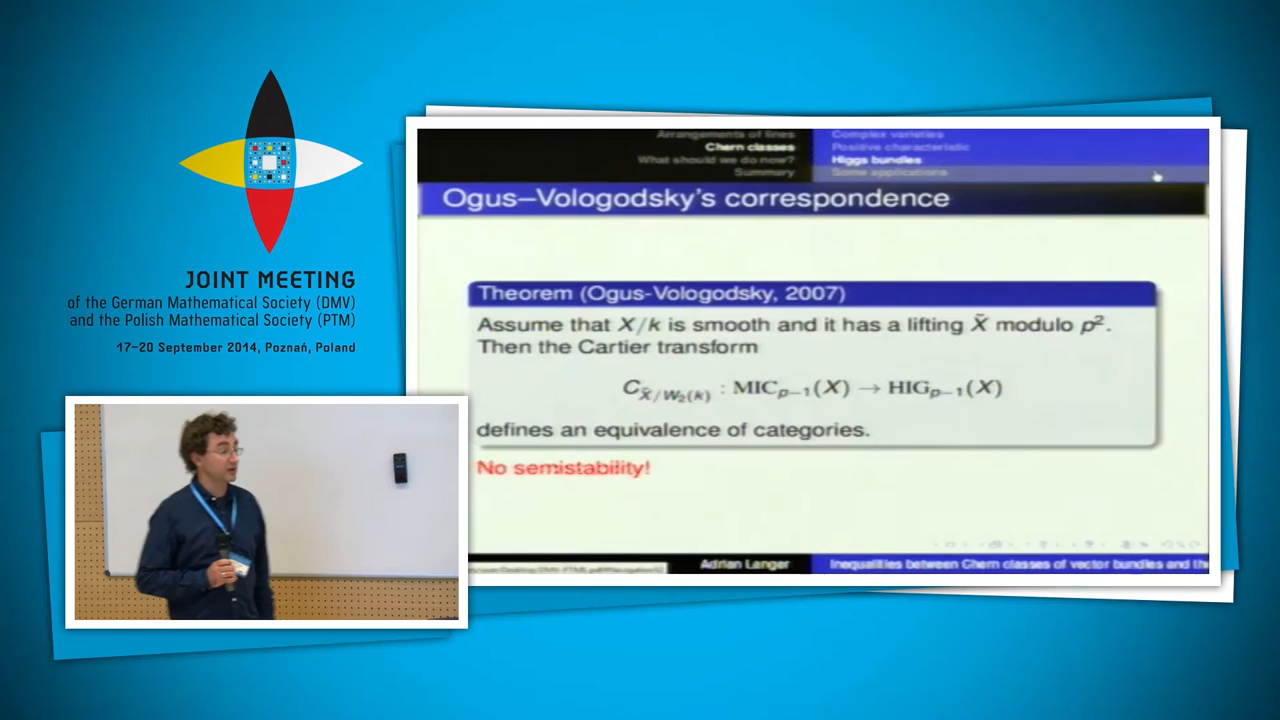 JOINT MEETING
of the German Mathematical Society (DMV)
and the Polish Mathematical Society (PTM)
17–20 September 2014, Poznań, Poland
Arrangements of lines
Chern classes
What should we do now?
Summary
Complex varieties
Positive characteristic
Higgs bundles
Some applications
Ogus–Vologodsky's correspondence
Theorem (Ogus-Vologodsky, 2007)
Assume that X/k is smooth and it has a lifting X̃ modulo p².
Then the Cartier transform
C_{X̃/W₂(k)} : MIC_{p−1}(X) → HIG_{p−1}(X)
defines an equivalence of categories.
No semistability!
Adrian Langer
Inequalities between Chern classes of vector bundles and